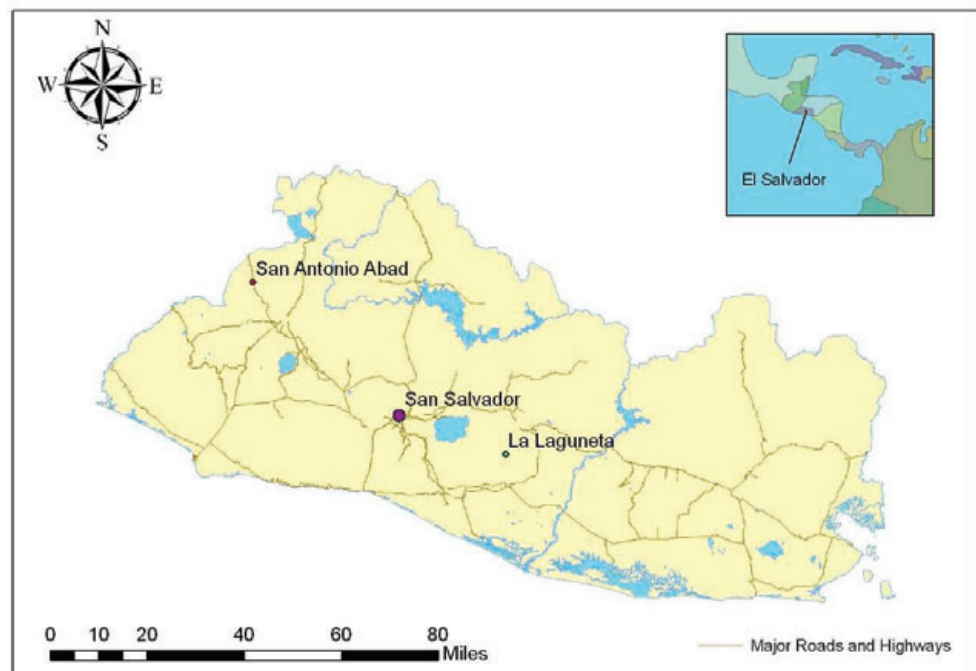 N
W E
S
El Salvador
San Antonio Abad
San Salvador
La Laguneta
0 5 10 20 40 60 80
Miles
Major Roads and Highways